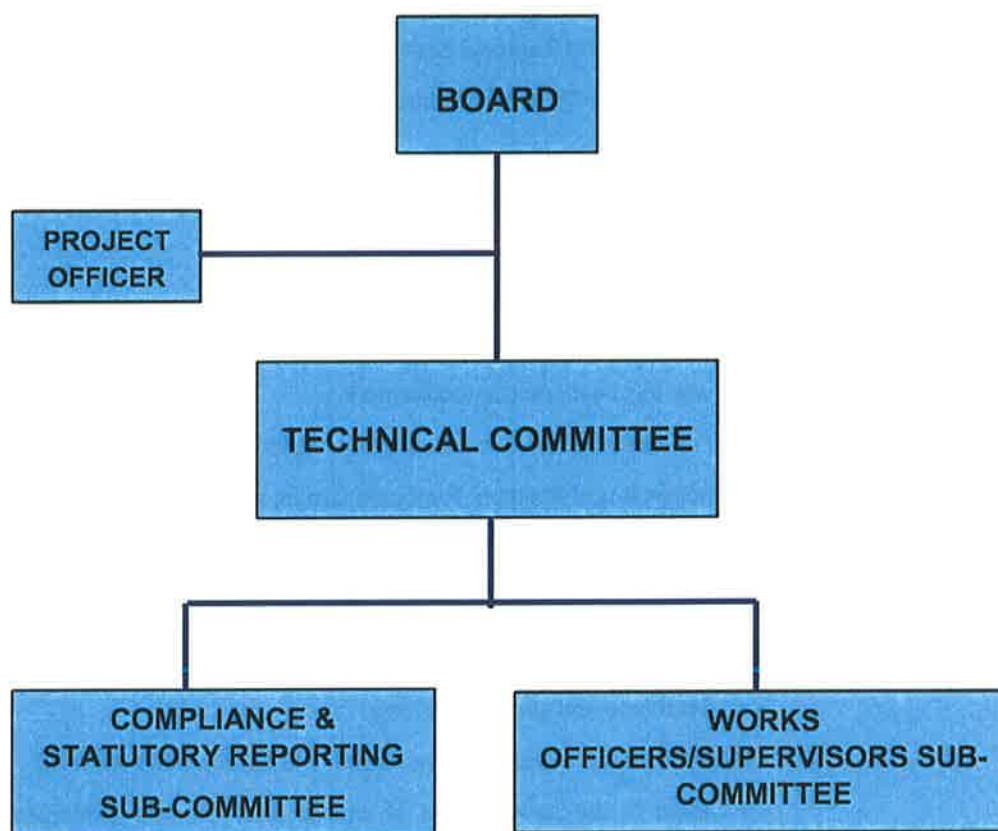 BOARD
PROJECT
OFFICER
TECHNICAL COMMITTEE
COMPLIANCE &
STATUTORY REPORTING
SUB-COMMITTEE
WORKS
OFFICERS/SUPERVISORS SUB-
COMMITTEE